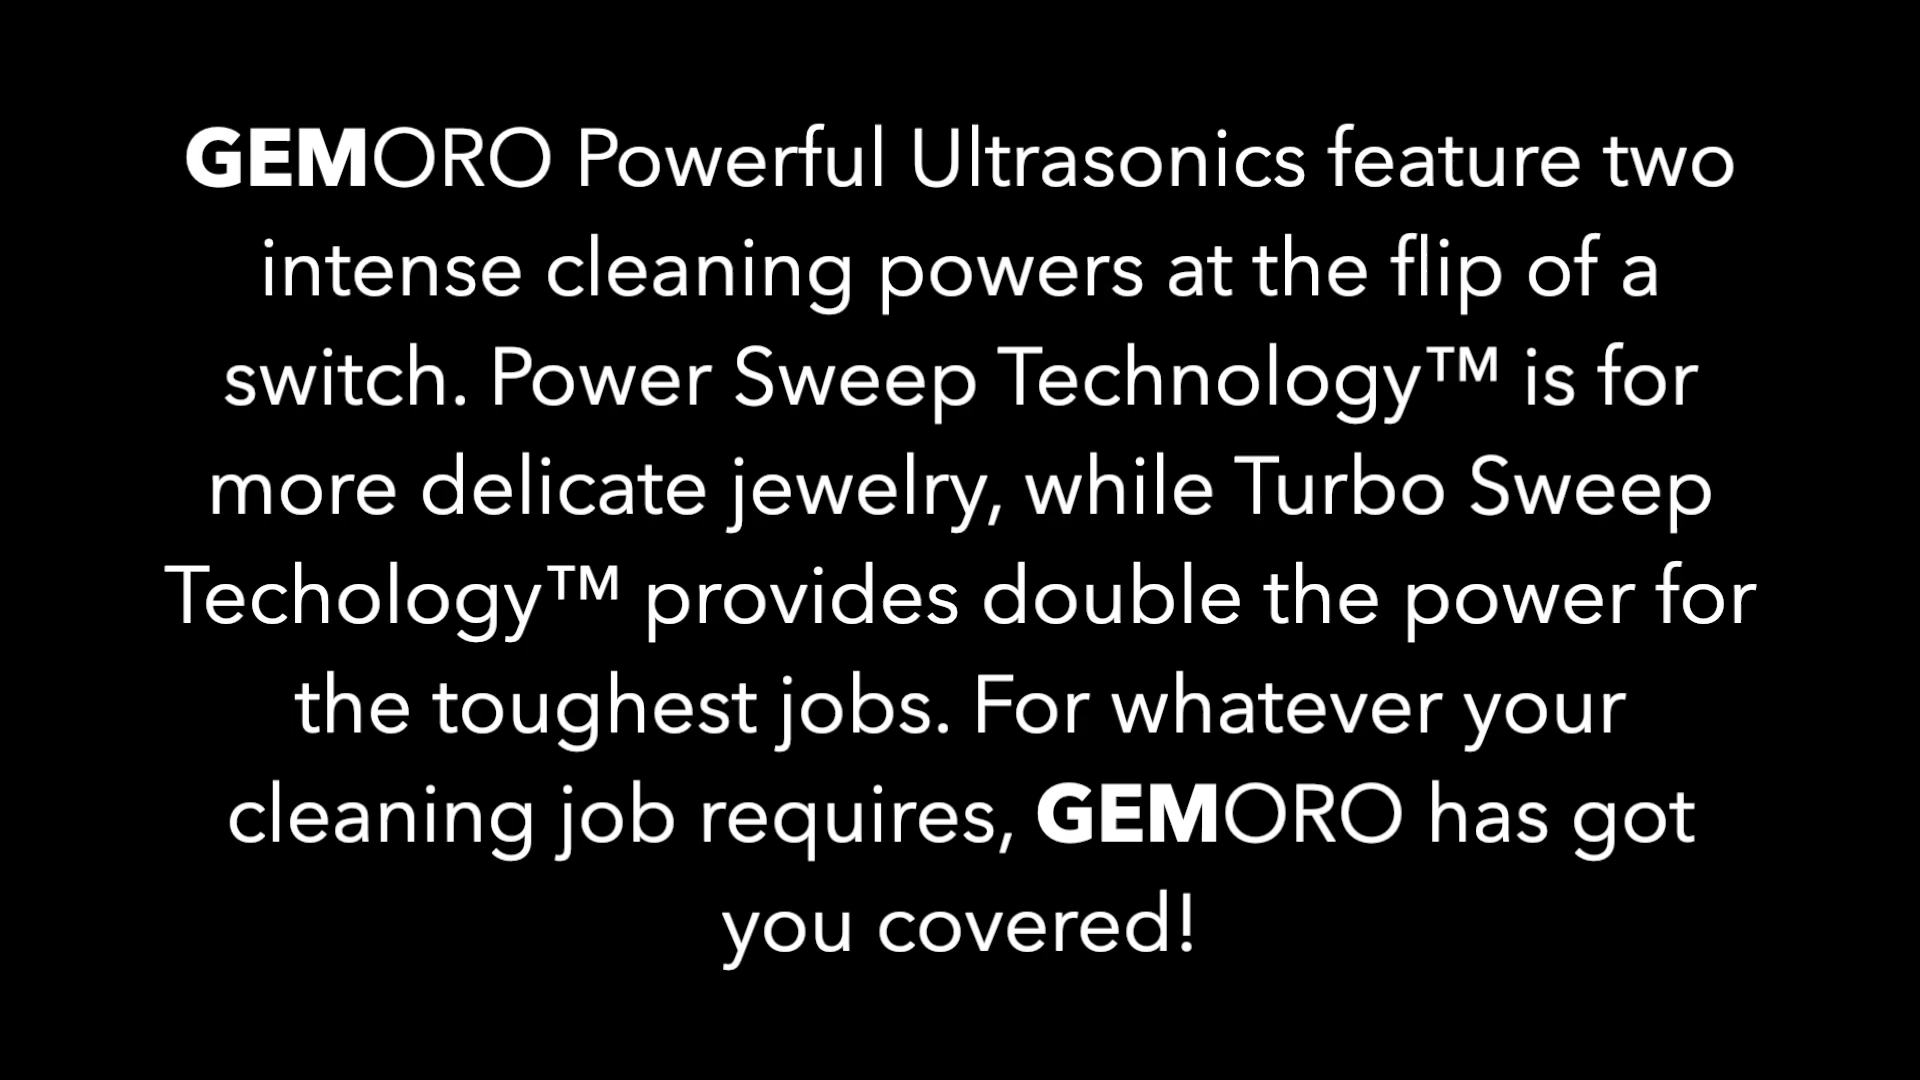 GEMORO Powerful Ultrasonics feature two
intense cleaning powers at the flip of a
switch. Power Sweep Technology™ is for
more delicate jewelry, while Turbo Sweep
Techology™ provides double the power for
the toughest jobs. For whatever your
cleaning job requires, GEMORO has got
you covered!